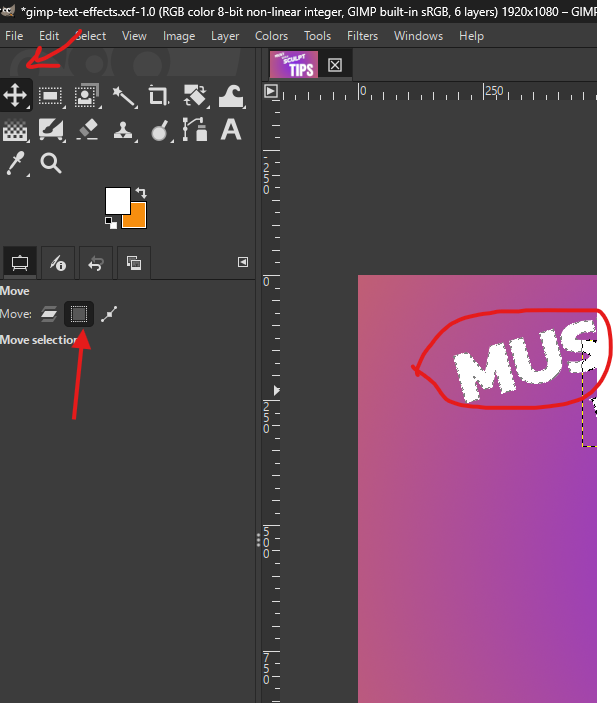 *gimp-text-effects.xcf-1.0 (RGB color 8-bit non-linear integer, GIMP built-in sRGB, 6 layers) 1920x1080 – GIMP
File Edit Select View Image Layer Colors Tools Filters Windows Help
SCULPT
TIPS
0 250
250
0
Move
Move:
Move selection
MUS
250
500
750